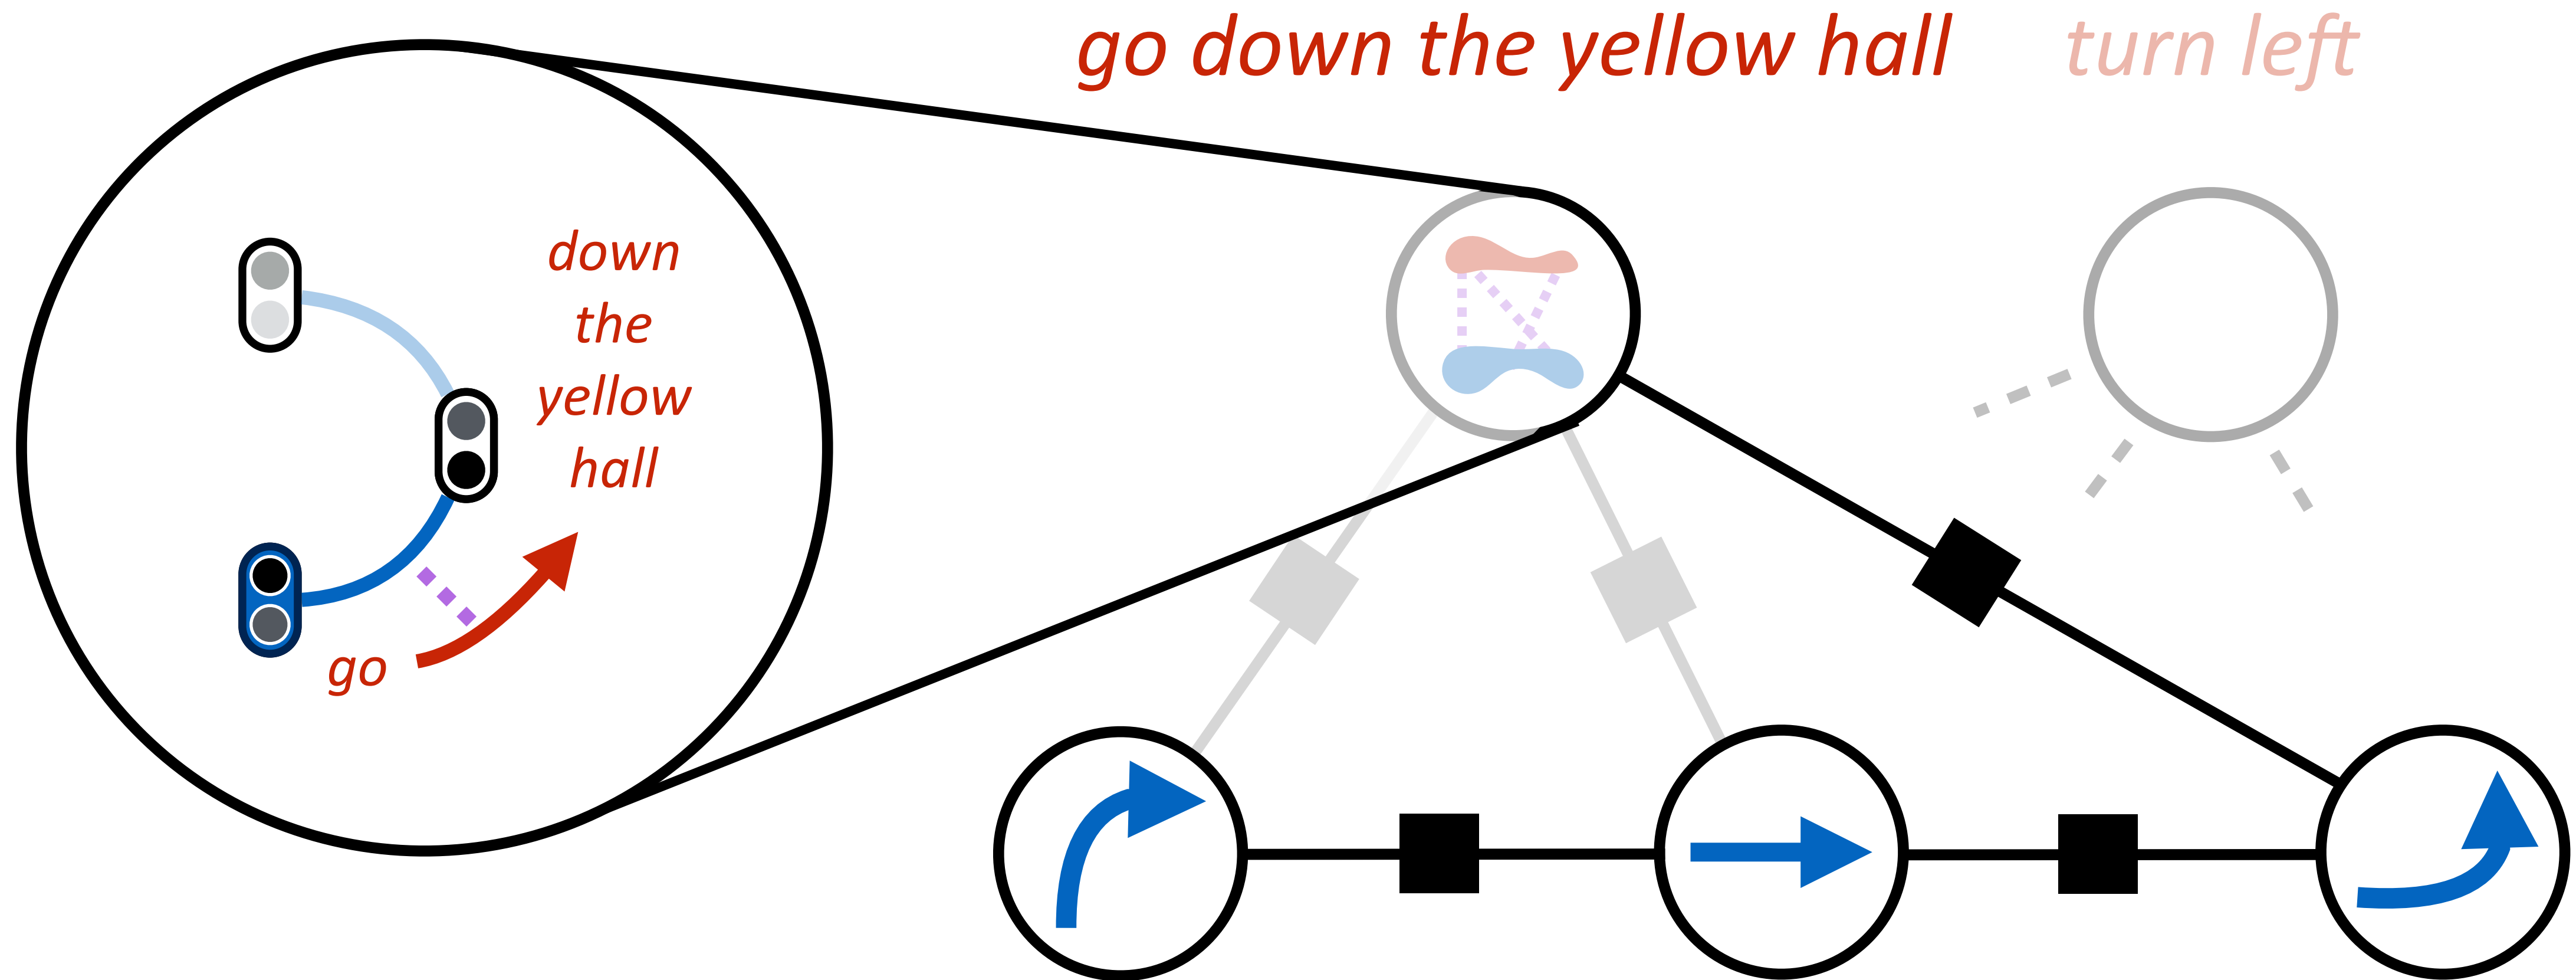 go down the yellow hall turn left
down
the
yellow
hall
go